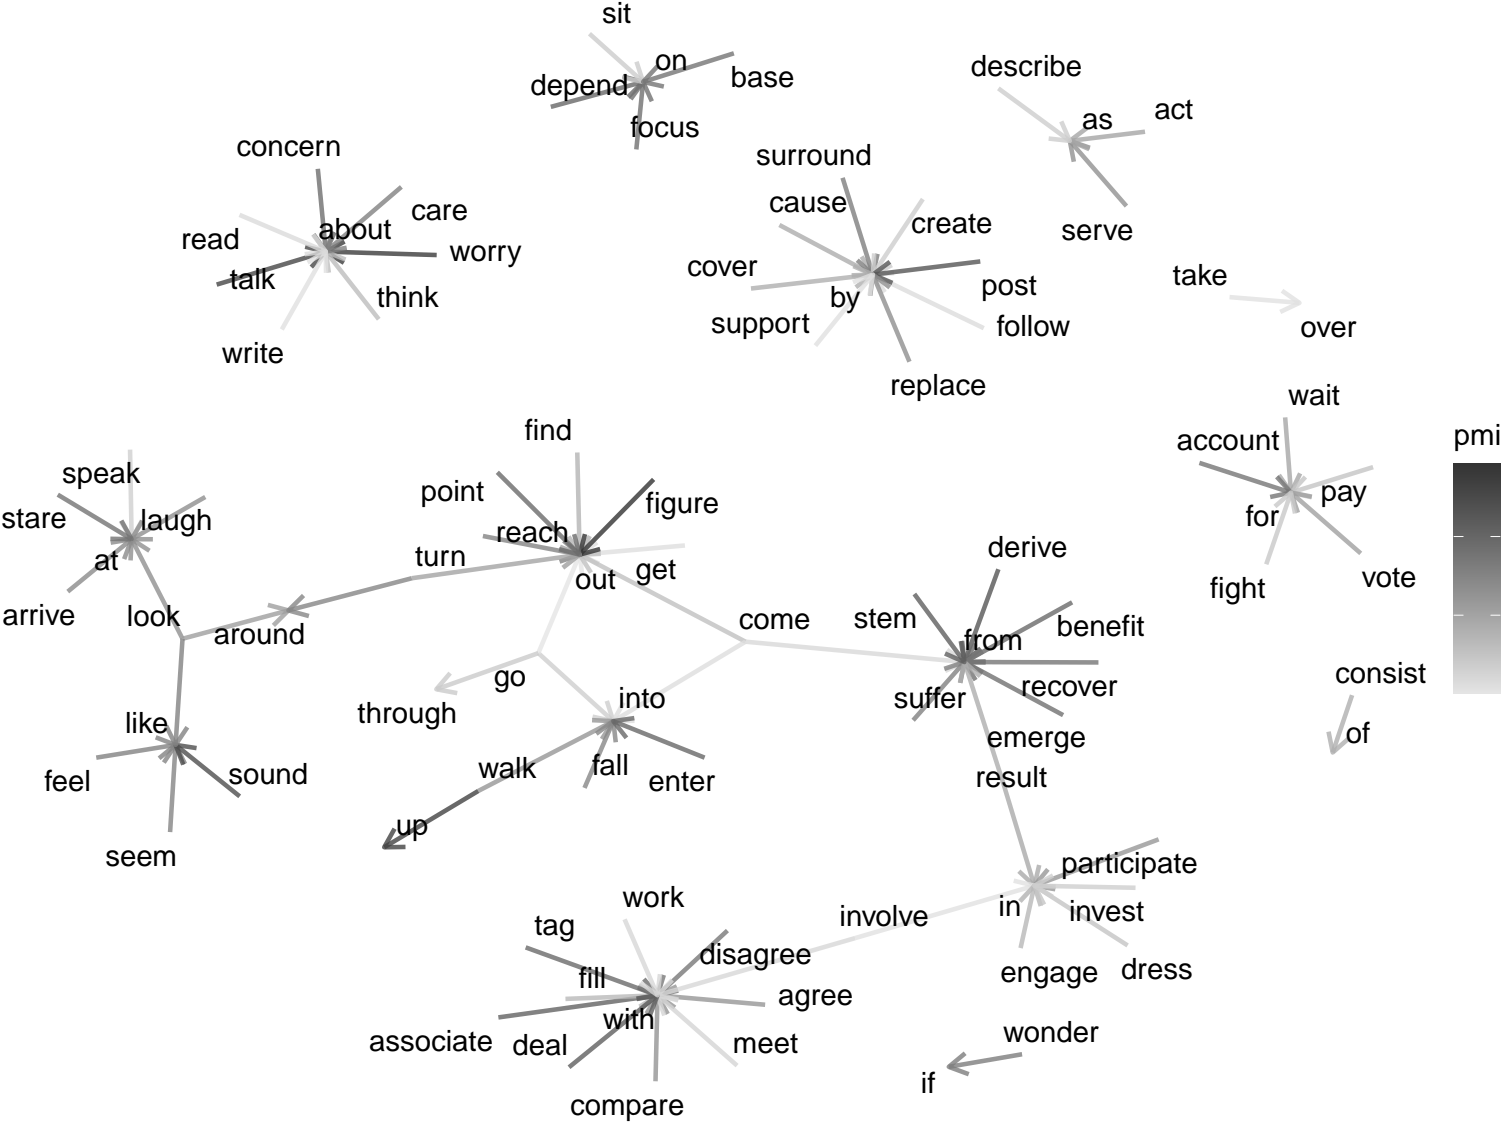 sit
on
depend
base
focus
describe
as
act
serve
concern
care
about
read
worry
talk
think
write
surround
cause
create
cover
by
post
support
follow
replace
take
over
wait
account
pay
for
fight
vote
pmi
find
point
figure
reach
turn
out
get
speak
stare
laugh
at
arrive
look
around
come
stem
derive
from
benefit
suffer
recover
emerge
result
consist
of
go
through
into
like
feel
sound
seem
walk
fall
enter
up
participate
in
invest
engage
dress
involve
work
tag
disagree
fill
agree
with
associate
deal
meet
compare
wonder
if